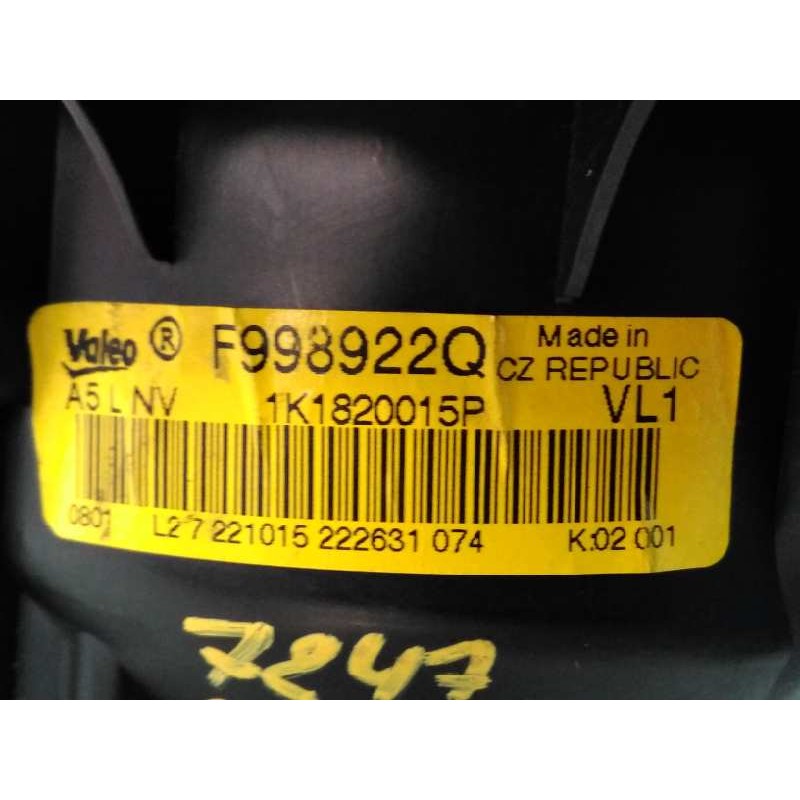 Valeo ® F998922Q Made in
CZ REPUBLIC
A5 L NV 1K1820015P VL1
0801 L2 7 221015 222631 074 K:02 001
7247